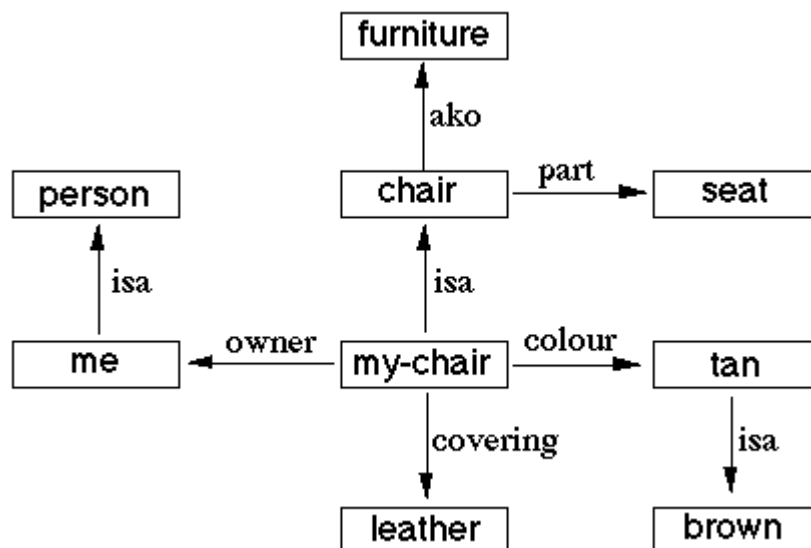 furniture
ako
person
chair
part
seat
isa
isa
me
owner
my-chair
colour
tan
covering
isa
leather
brown